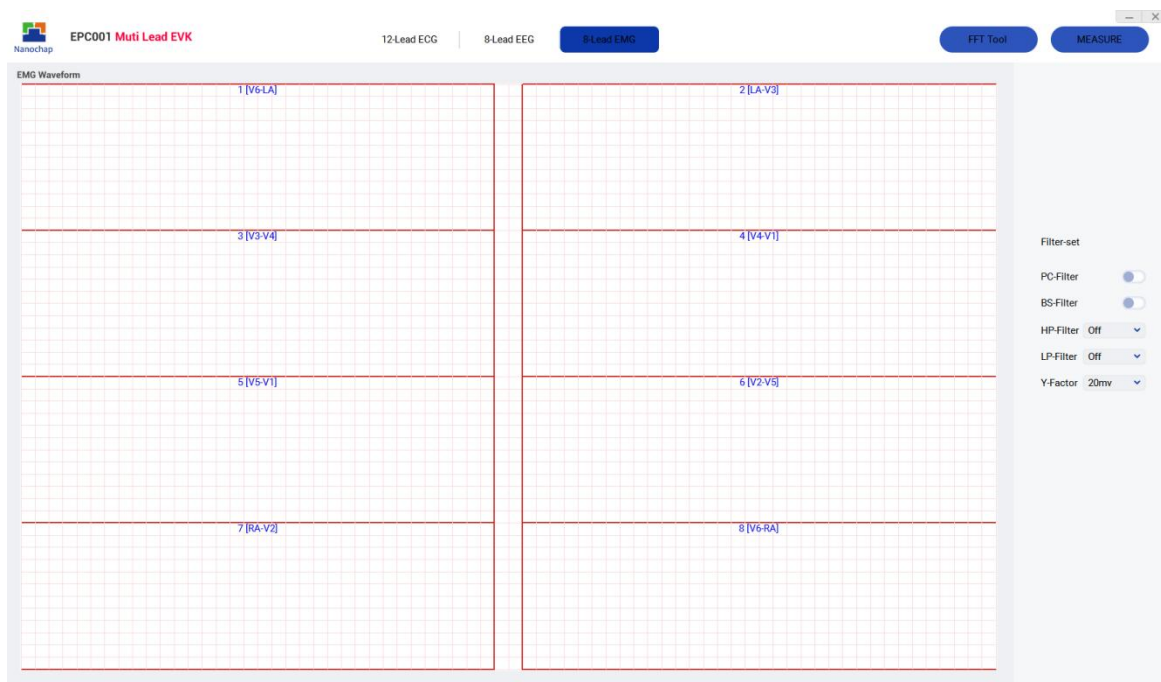 Nanochap
EPC001 Muti Lead EVK
12-Lead ECG
8-Lead EEG
8-Lead EMG
FFT Tool
MEASURE
EMG Waveform
1 [V6-LA]
2 [LA-V3]
3 [V3-V4]
4 [V4-V1]
5 [V5-V1]
6 [V2-V5]
7 [RA-V2]
8 [V6-RA]
Filter-set
PC-Filter
BS-Filter
HP-Filter Off
LP-Filter Off
Y-Factor 20mv